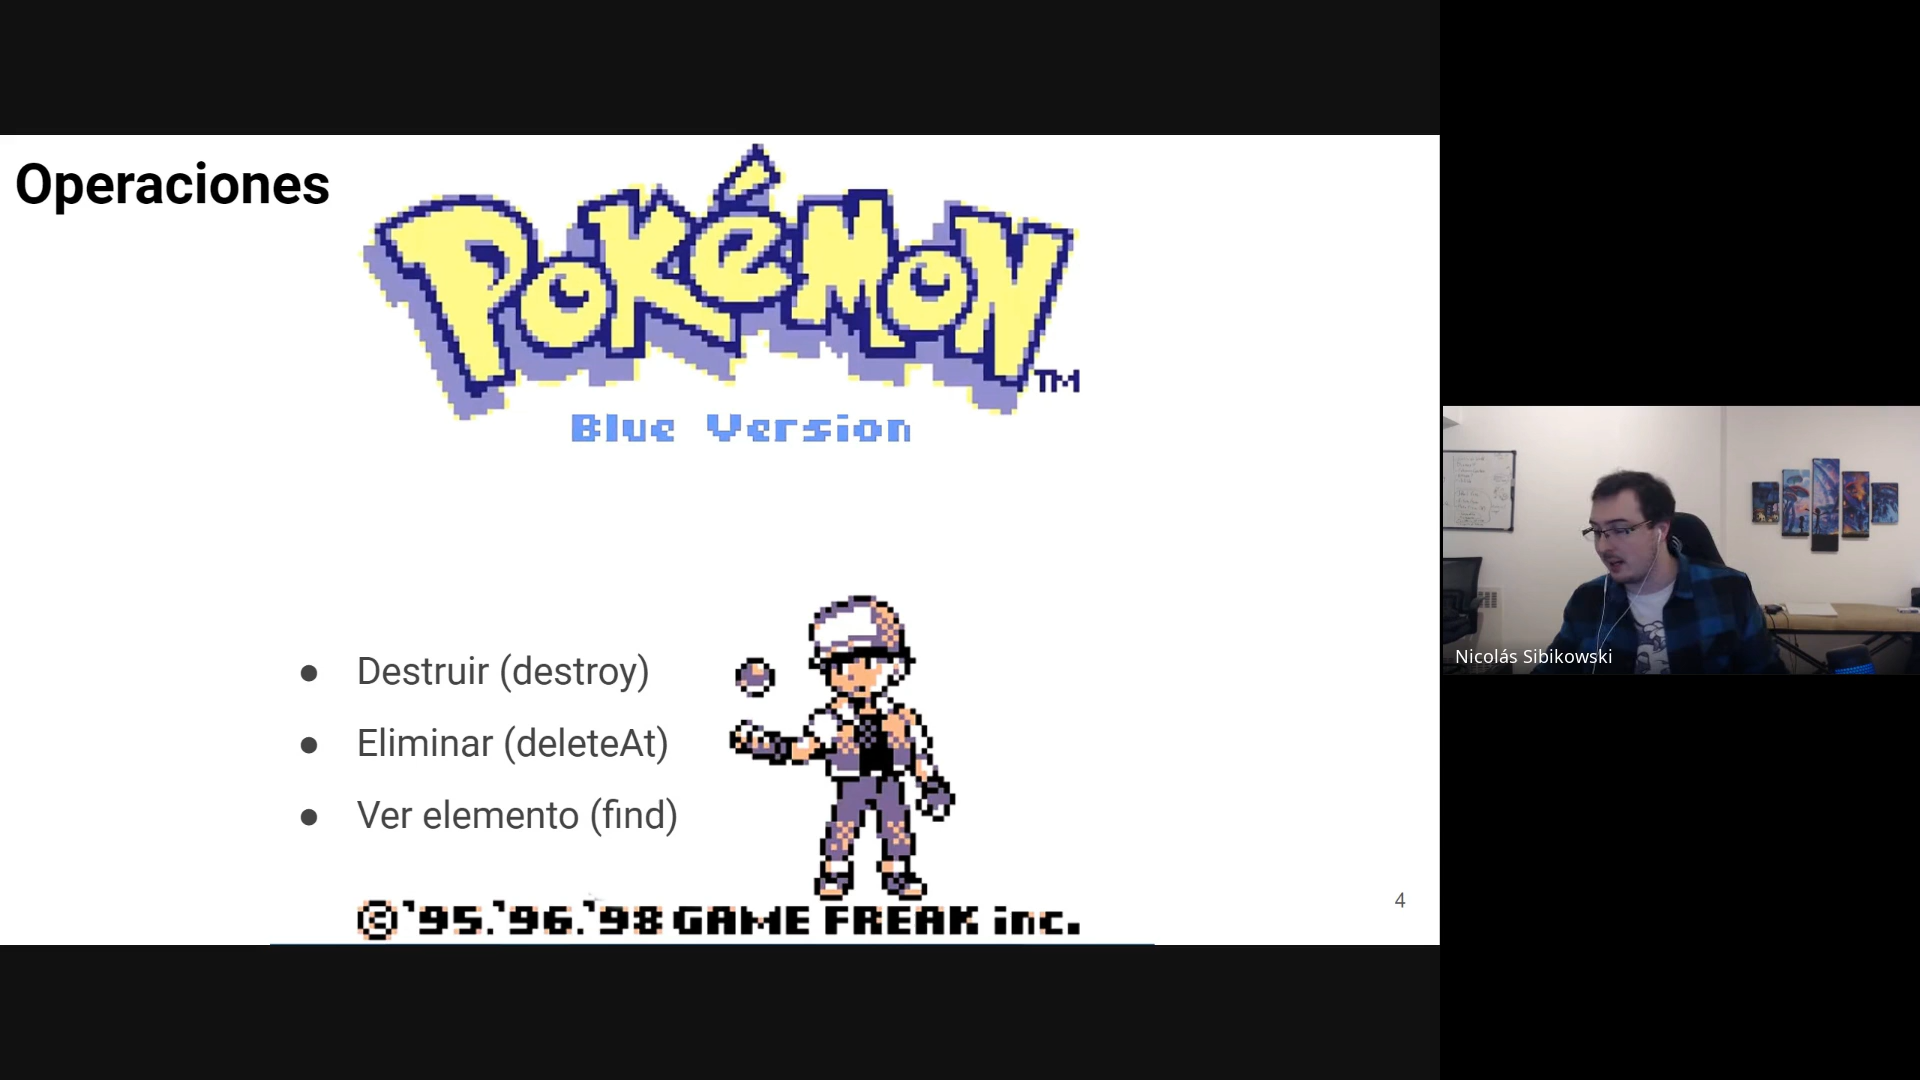 Operaciones
POKéMON
TM
Blue Version
● Destruir (destroy)
● Eliminar (deleteAt)
● Ver elemento (find)
©'95.'96.'98 GAME FREAK inc.
4
Nicolás Sibikowski